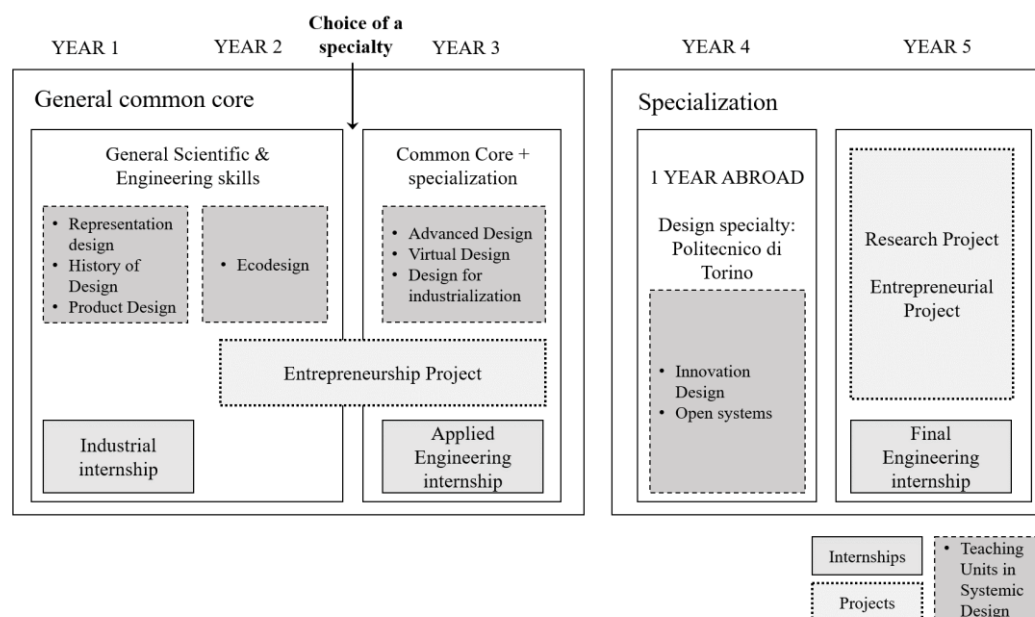 Choice of a
specialty
YEAR 1
YEAR 2
YEAR 3
YEAR 4
YEAR 5
General common core
General Scientific &
Engineering skills
• Representation
design
• History of
Design
• Product Design
• Ecodesign
Common Core +
specialization
• Advanced Design
• Virtual Design
• Design for
industrialization
Entrepreneurship Project
Industrial
internship
Applied
Engineering
internship
Specialization
1 YEAR ABROAD
Design specialty:
Politecnico di
Torino
• Innovation
Design
• Open systems
Research Project
Entrepreneurial
Project
Final
Engineering
internship
Internships
Projects
• Teaching
Units in
Systemic
Design